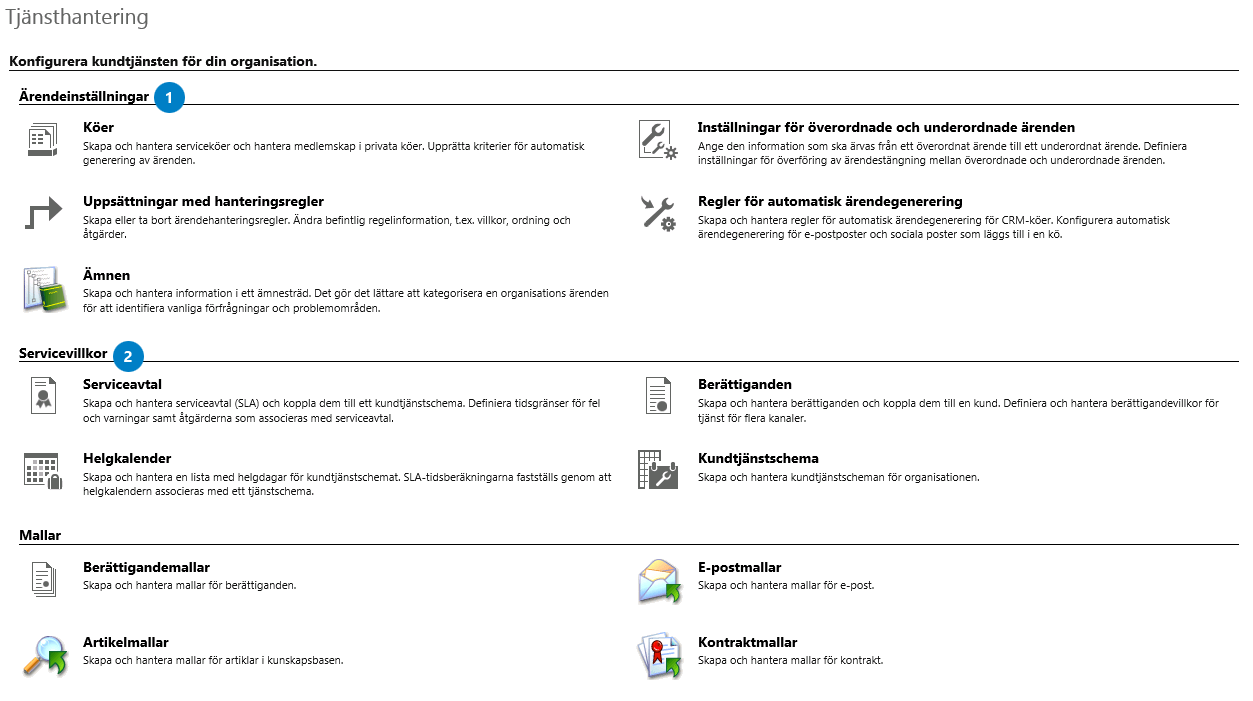 Tjänsthantering
Konfigurera kundtjänsten för din organisation.
Ärendeinställningar 1
Köer
Skapa och hantera serviceköer och hantera medlemskap i privata köer. Upprätta kriterier för automatisk
generering av ärenden.
Inställningar för överordnade och underordnade ärenden
Ange den information som ska ärvas från ett överordnat ärende till ett underordnat ärende. Definiera
inställningar för överföring av ärendestängning mellan överordnade och underordnade ärenden.
Uppsättningar med hanteringsregler
Skapa eller ta bort ärendehanteringsregler. Ändra befintlig regelinformation, t.ex. villkor, ordning och
åtgärder.
Regler för automatisk ärendegenerering
Skapa och hantera regler för automatisk ärendegenerering för CRM-köer. Konfigurera automatisk
ärendegenerering för e-postposter och sociala poster som läggs till i en kö.
Ämnen
Skapa och hantera information i ett ämnesträd. Det gör det lättare att kategorisera en organisations ärenden
för att identifiera vanliga förfrågningar och problemområden.
Servicevillkor 2
Serviceavtal
Skapa och hantera serviceavtal (SLA) och koppla dem till ett kundtjänstschema. Definiera tidsgränser för fel
och varningar samt åtgärderna som associeras med serviceavtal.
Berättiganden
Skapa och hantera berättiganden och koppla dem till en kund. Definiera och hantera berättigandevillkor för
tjänst för flera kanaler.
Helgkalender
Skapa och hantera en lista med helgdagar för kundtjänstschemat. SLA-tidsberäkningarna fastställs genom att
helgkalendern associeras med ett tjänstschema.
Kundtjänstschema
Skapa och hantera kundtjänstscheman för organisationen.
Mallar
Berättigandemallar
Skapa och hantera mallar för berättiganden.
E-postmallar
Skapa och hantera mallar för e-post.
Artikelmallar
Skapa och hantera mallar för artiklar i kunskapsbasen.
Kontraktmallar
Skapa och hantera mallar för kontrakt.